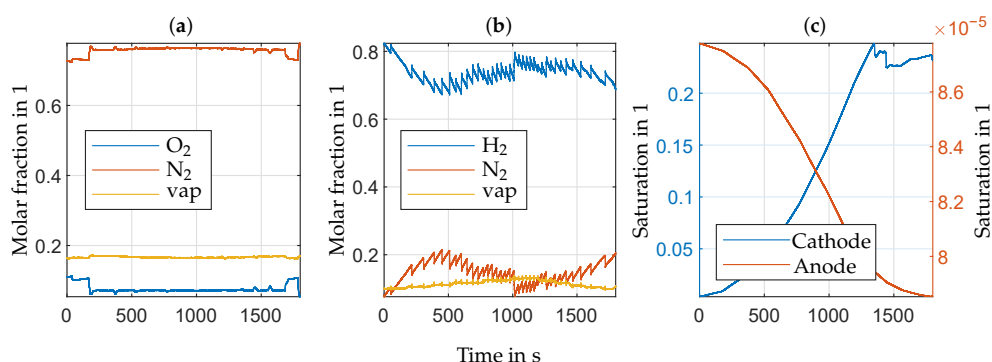 (a)
Molar fraction in 1
0.8
0.6
0.4
0.2
O₂
N₂
vap
0 500 1000 1500
(b)
Molar fraction in 1
0.8
0.6
0.4
0.2
H₂
N₂
vap
0 500 1000 1500
(c)
×10⁻⁵
Saturation in 1
0.2
0.15
0.1
0.05
8.6
8.4
8.2
8
Saturation in 1
Cathode
Anode
0 500 1000 1500
Time in s